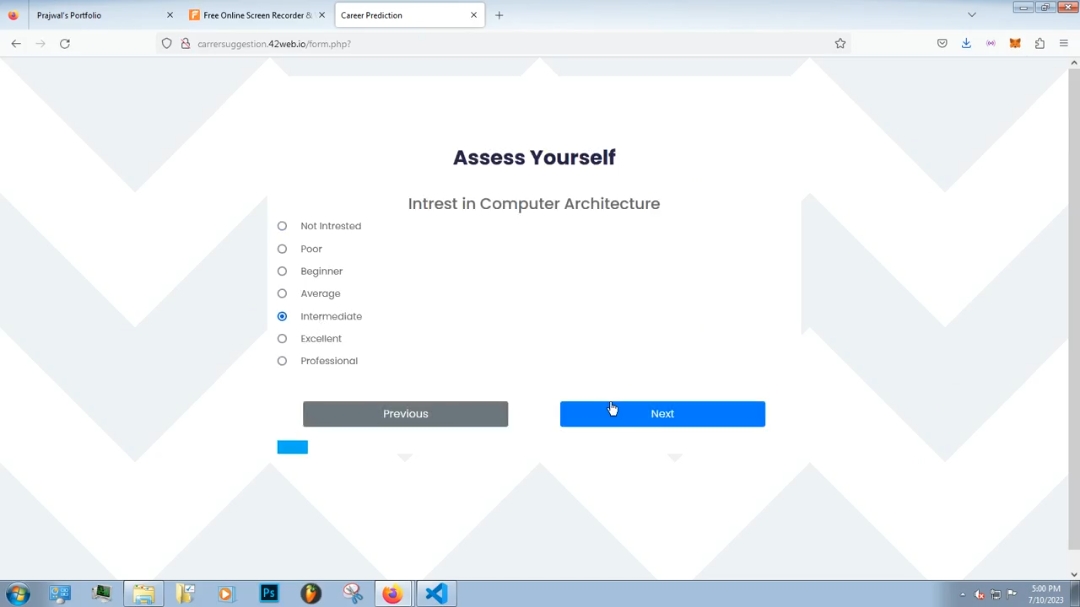 Prajwal's Portfolio
Free Online Screen Recorder &
Career Prediction
carrersuggestion.42web.io/form.php?
Assess Yourself
Intrest in Computer Architecture
Not Intrested
Poor
Beginner
Average
Intermediate
Excellent
Professional
Previous
Next
Ps
5:00 PM
7/10/2023